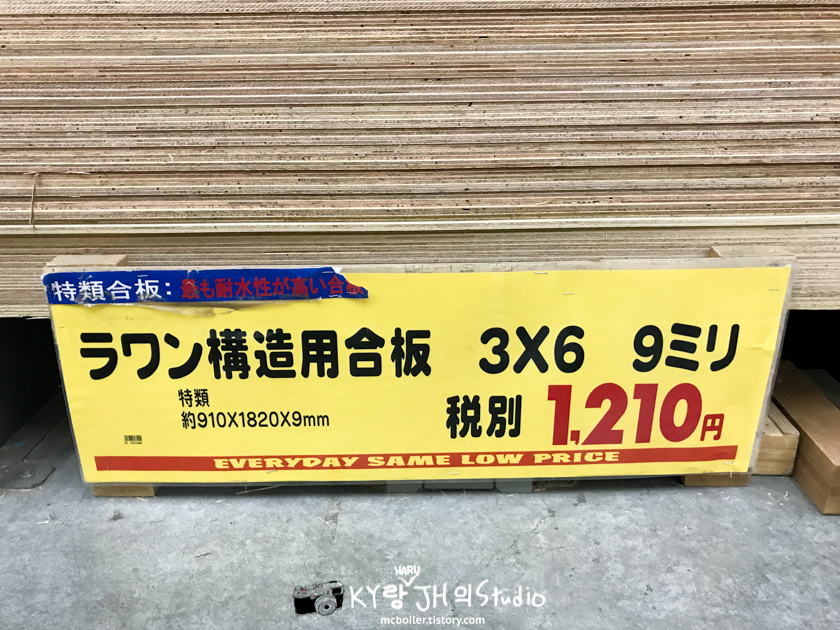 特類合板：最も耐水性が高い合板
ラワン構造用合板 3X6 9ミリ
特類
約910X1820X9mm
税別 1,210円
EVERYDAY SAME LOW PRICE
HARU
KY랑 JH의 Studio
mcboiler.tistory.com